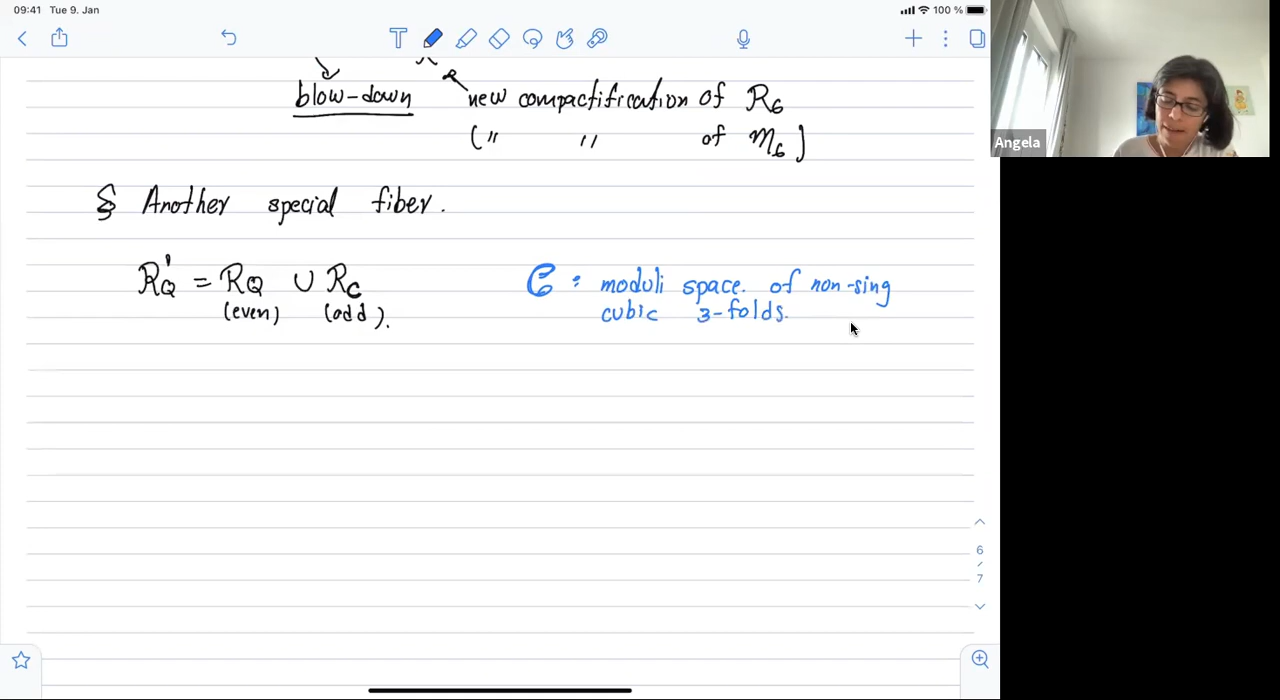 09:41 Tue 9. Jan
100 %
Angela
blow-down new compactification of R6
(" " of M6)
§ Another special fiber.
R'Q = RQ ∪ RC
(even) (odd).
C : moduli space. of non-sing
cubic 3-folds.
6
/
7